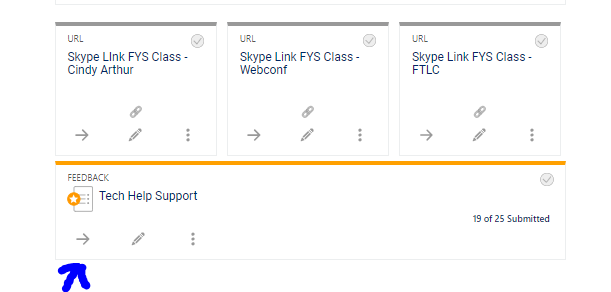 URL
Skype LInk FYS Class -
Cindy Arthur
URL
Skype Link FYS Class -
Webconf
URL
Skype Link FYS Class -
FTLC
FEEDBACK
Tech Help Support
19 of 25 Submitted